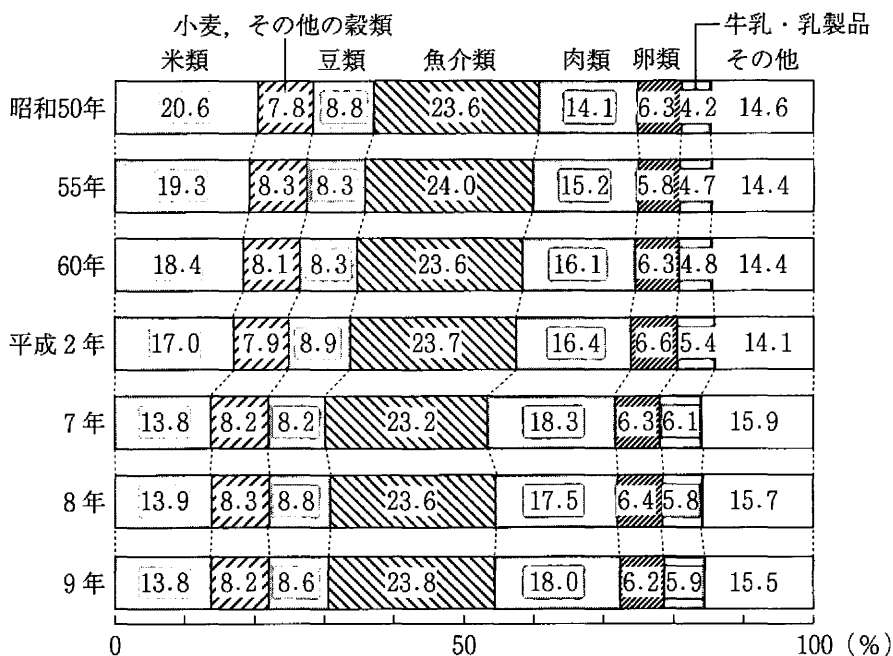 小麦，その他の穀類 牛乳・乳製品
米類 豆類 魚介類 肉類 卵類 その他
昭和50年 20.6 7.8 8.8 23.6 14.1 6.3 4.2 14.6
55年 19.3 8.3 8.3 24.0 15.2 5.8 4.7 14.4
60年 18.4 8.1 8.3 23.6 16.1 6.3 4.8 14.4
平成2年 17.0 7.9 8.9 23.7 16.4 6.6 5.4 14.1
7年 13.8 8.2 8.2 23.2 18.3 6.3 6.1 15.9
8年 13.9 8.3 8.8 23.6 17.5 6.4 5.8 15.7
9年 13.8 8.2 8.6 23.8 18.0 6.2 5.9 15.5
0 50 100（%）